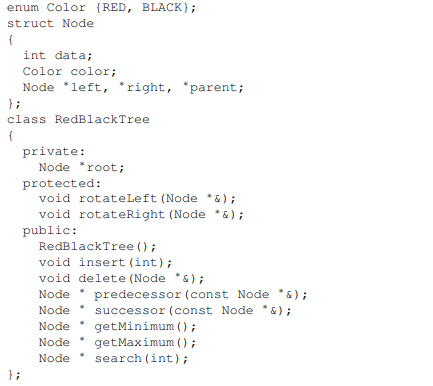 enum Color {RED, BLACK};
struct Node
{
  int data;
  Color color;
  Node *left, *right, *parent;
};
class RedBlackTree
{
  private:
    Node *root;
  protected:
    void rotateLeft(Node *&);
    void rotateRight(Node *&);
  public:
    RedBlackTree();
    void insert(int);
    void delete(Node *&);
    Node * predecessor(const Node *&);
    Node * successor(const Node *&);
    Node * getMinimum();
    Node * getMaximum();
    Node * search(int);
};